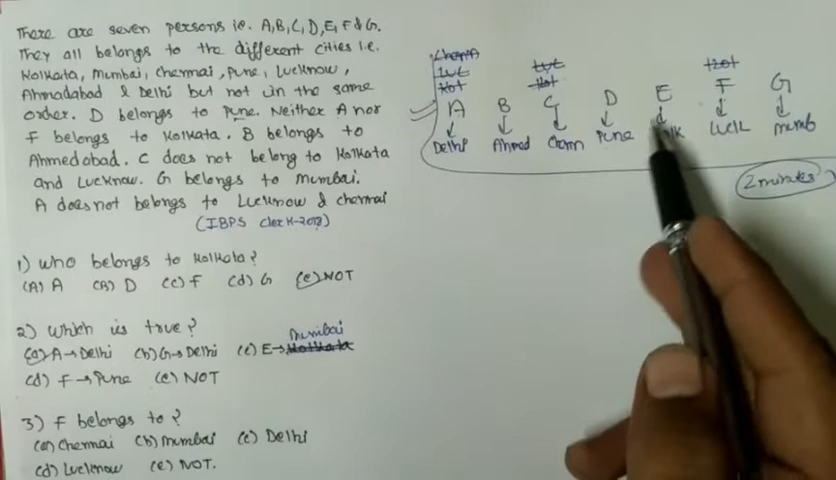 There are seven persons ie. A,B,C,D,E,F & G.
They all belongs to the different cities i.e.
Kolkata, Mumbai, Chennai, Pune, Lucknow,
Ahmadabad & Delhi but not in the same
order. D belongs to Pune. Neither A nor
F belongs to Kolkata. B belongs to
Ahmedabad. C does not belong to Kolkata
and Lucknow. G belongs to Mumbai.
A does not belongs to Lucknow & Chennai
(IBPS Clerk-2018)
1) Who belongs to Kolkata?
(A) A (B) D (C) F (d) G (e) NOT
2) Which is true?
Mumbai
(a) A→Delhi (b) G→Delhi (c) E→
(d) F→Pune (e) NOT
3) F belongs to?
(a) Chennai (b) Mumbai (c) Delhi
(d) Lucknow (e) NOT.
A B C D E F G
Delhi Ahmed Chenn Pune Luck Mumb
2 minutes